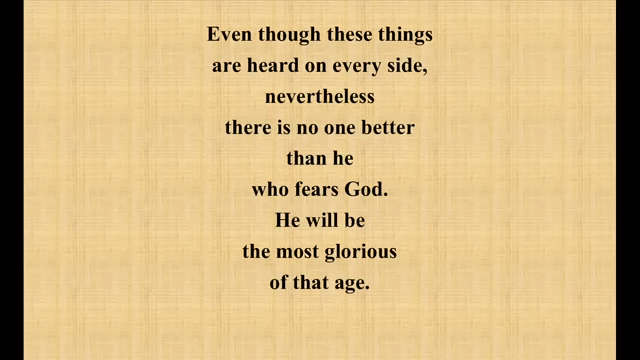 Even though these things
are heard on every side,
nevertheless
there is no one better
than he
who fears God.
He will be
the most glorious
of that age.